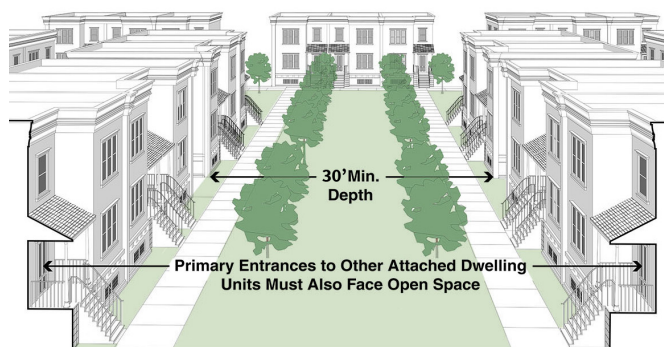 30'Min.
Depth
Primary Entrances to Other Attached Dwelling
Units Must Also Face Open Space